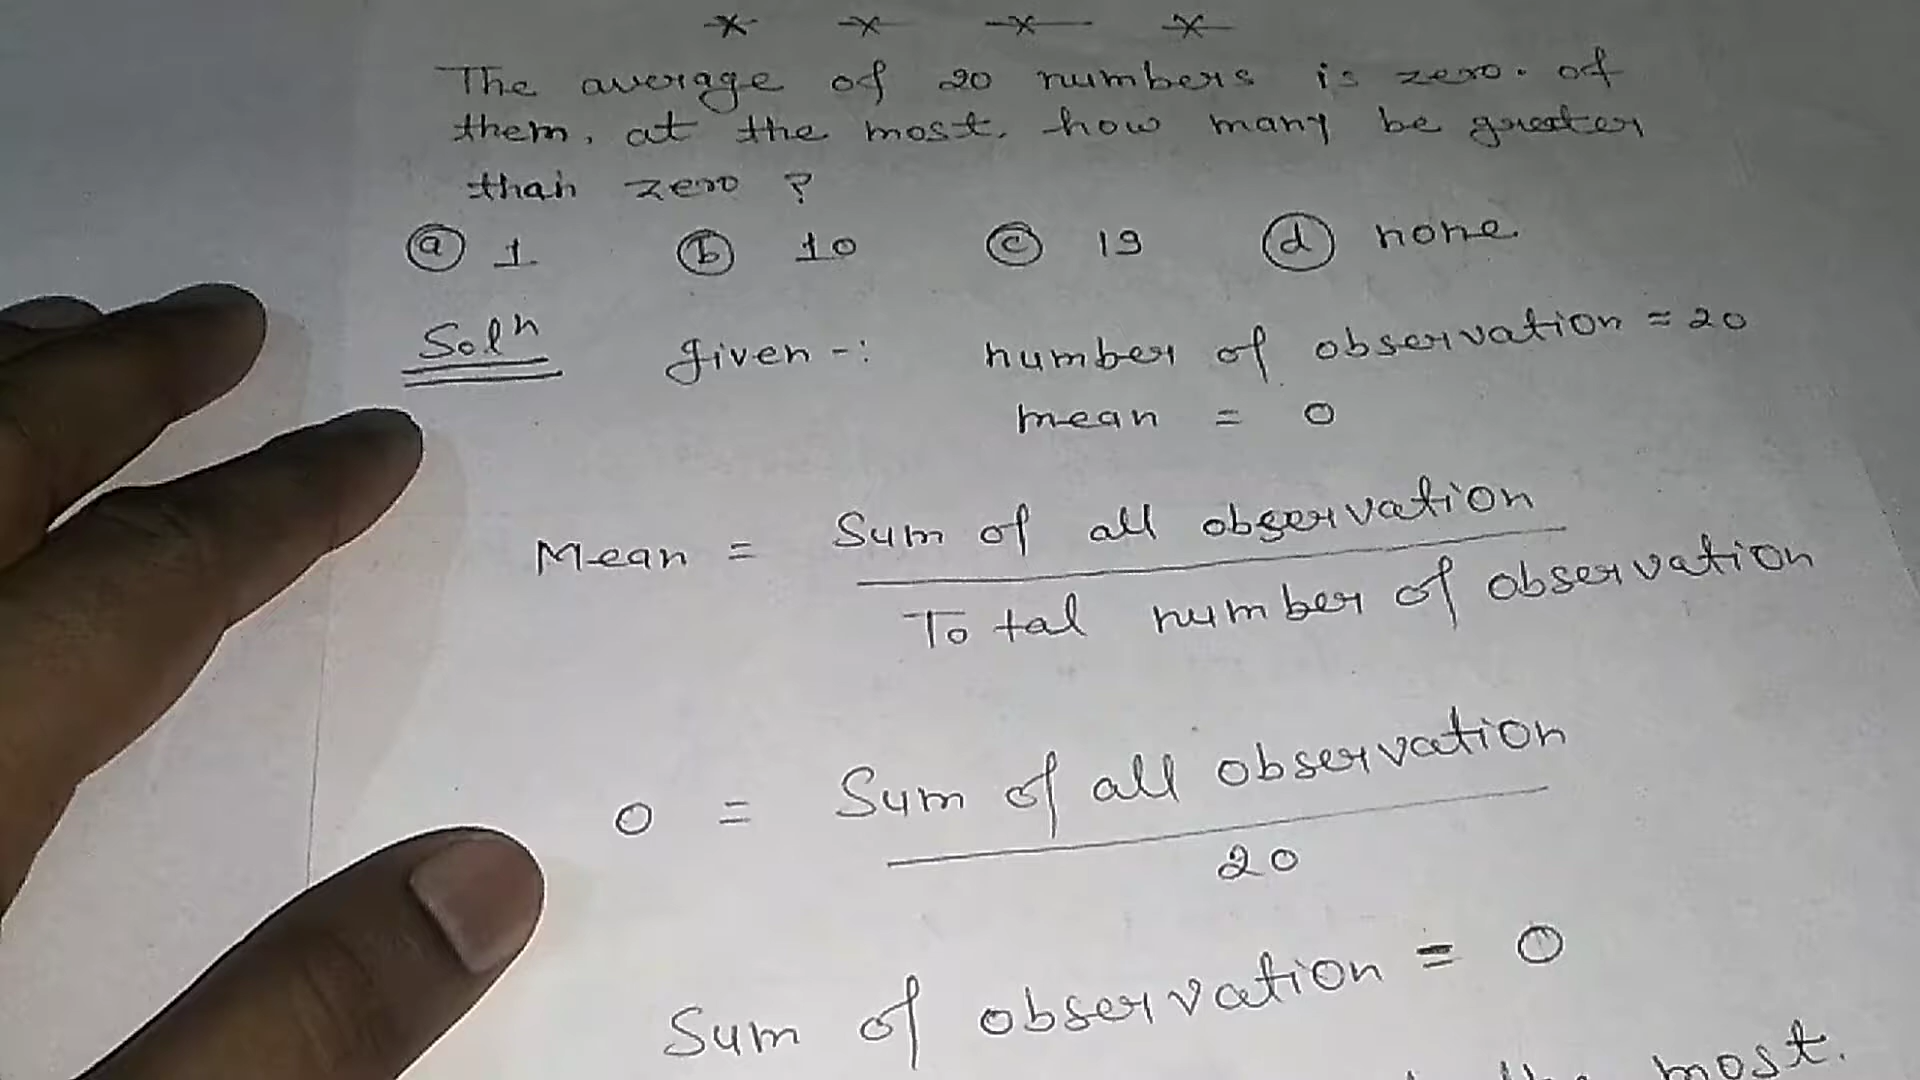 The average of 20 numbers is zero. of
them, at the most, how many be greater
than zero ?
(a) 1 (b) 10 (c) 19 (d) none
Solⁿ given -: number of observation = 20
mean = 0
Mean = Sum of all observation
Total number of observation
0 = Sum of all observation
20
Sum of observation = 0
most.